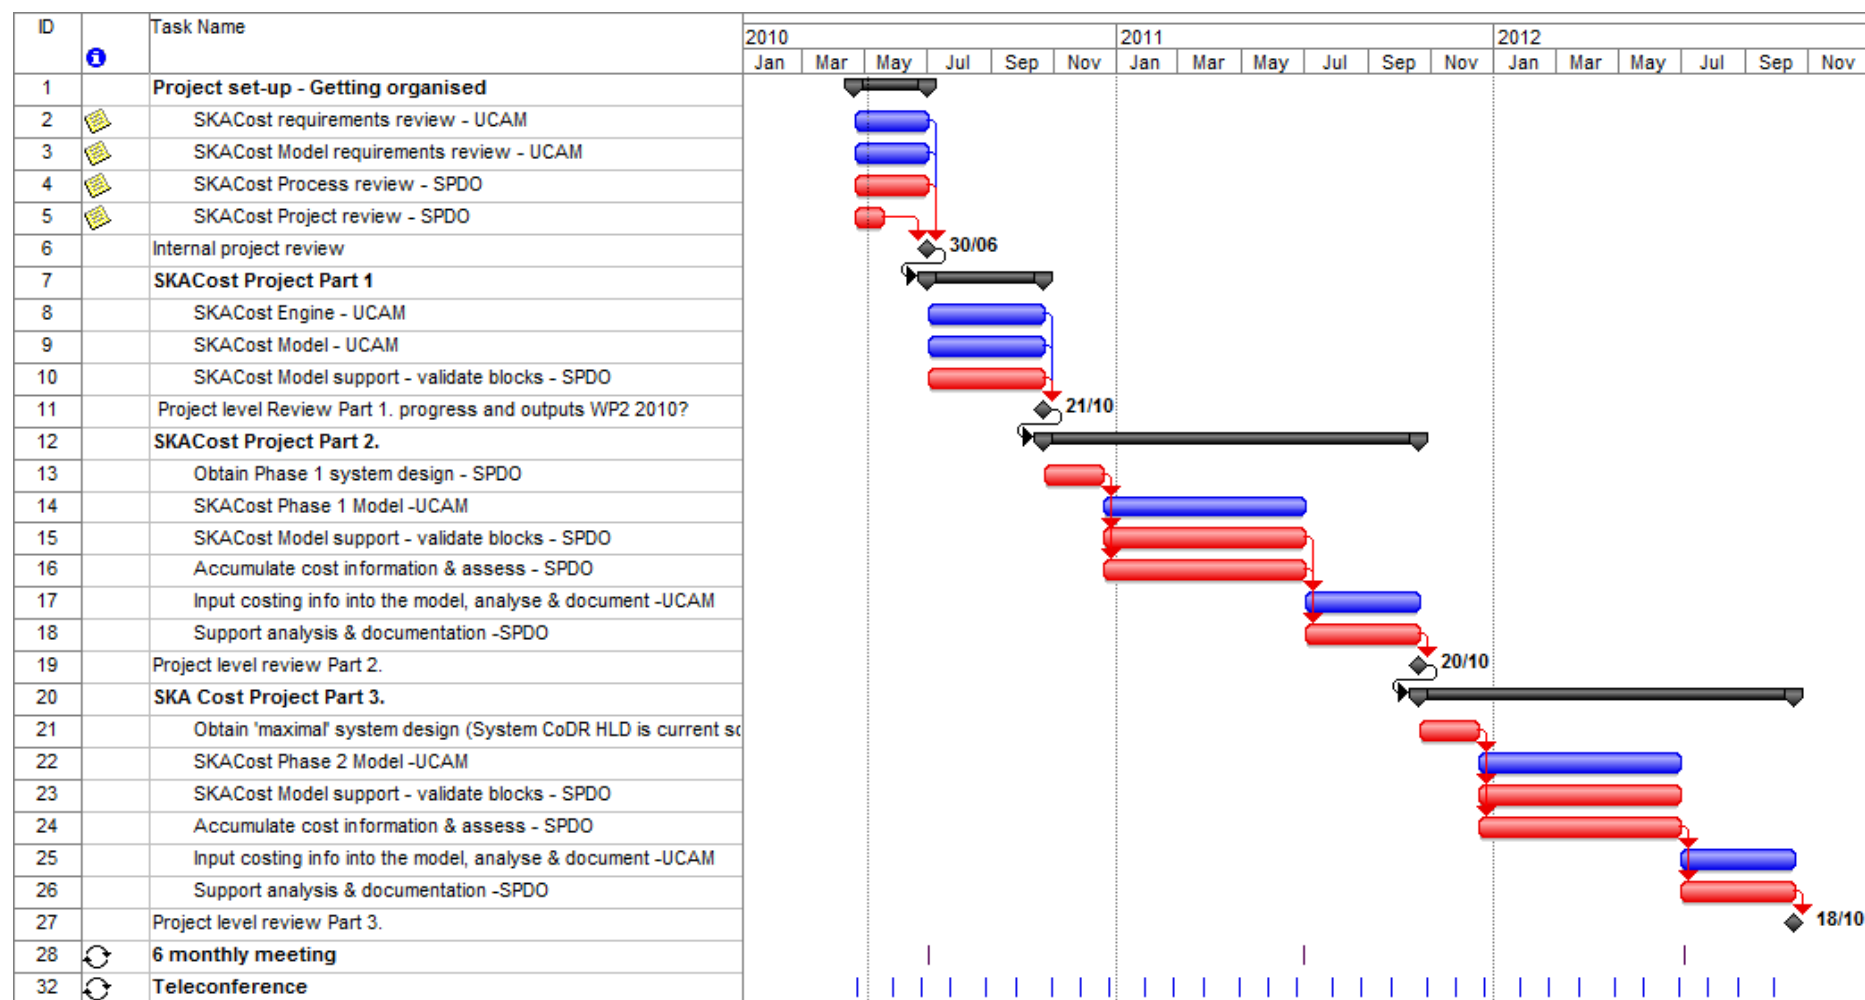 ID Task Name
2010 2011 2012
Jan Mar May Jul Sep Nov Jan Mar May Jul Sep Nov Jan Mar May Jul Sep Nov
1 Project set-up - Getting organised
2 SKACost requirements review - UCAM
3 SKACost Model requirements review - UCAM
4 SKACost Process review - SPDO
5 SKACost Project review - SPDO
6 Internal project review 30/06
7 SKACost Project Part 1
8 SKACost Engine - UCAM
9 SKACost Model - UCAM
10 SKACost Model support - validate blocks - SPDO
11 Project level Review Part 1. progress and outputs WP2 2010? 21/10
12 SKACost Project Part 2.
13 Obtain Phase 1 system design - SPDO
14 SKACost Phase 1 Model -UCAM
15 SKACost Model support - validate blocks - SPDO
16 Accumulate cost information & assess - SPDO
17 Input costing info into the model, analyse & document -UCAM
18 Support analysis & documentation -SPDO
19 Project level review Part 2. 20/10
20 SKA Cost Project Part 3.
21 Obtain 'maximal' system design (System CoDR HLD is current
22 SKACost Phase 2 Model -UCAM
23 SKACost Model support - validate blocks - SPDO
24 Accumulate cost information & assess - SPDO
25 Input costing info into the model, analyse & document -UCAM
26 Support analysis & documentation -SPDO
27 Project level review Part 3. 18/10
28 6 monthly meeting
32 Teleconference